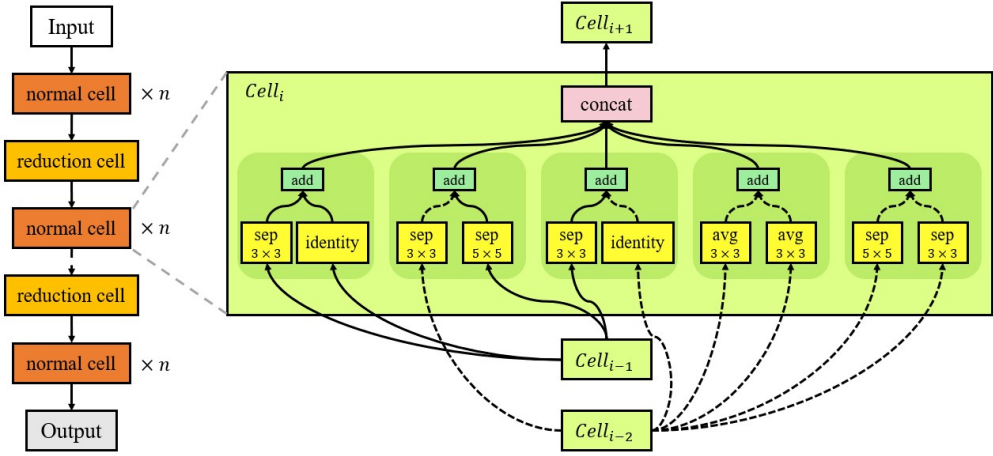 Input
normal cell × n
reduction cell
normal cell × n
reduction cell
normal cell × n
Output
Cell_{i+1}
Cell_i
concat
add add add add add
sep 3 × 3
identity
sep 3 × 3
sep 5 × 5
sep 3 × 3
identity
avg 3 × 3
avg 3 × 3
sep 5 × 5
sep 3 × 3
Cell_{i−1}
Cell_{i−2}